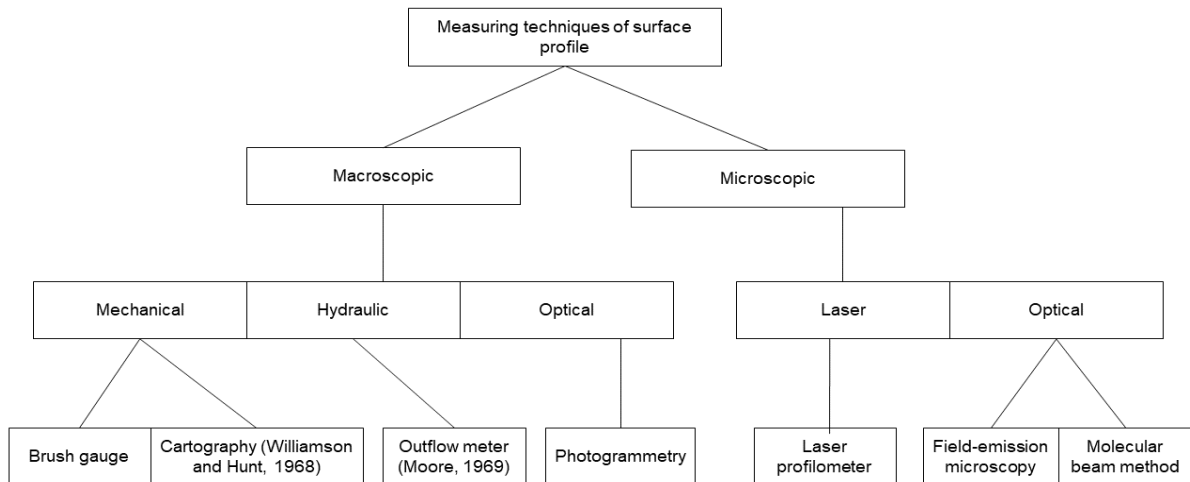 Measuring techniques of surface
profile
Macroscopic
Microscopic
Mechanical
Hydraulic
Optical
Laser
Optical
Brush gauge
Cartography (Williamson
and Hunt, 1968)
Outflow meter
(Moore, 1969)
Photogrammetry
Laser
profilometer
Field-emission
microscopy
Molecular
beam method